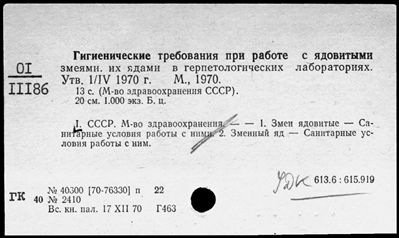 Гигиенические требования при работе с ядовитыми
змеями, их ядами в герпетологических лабораториях.
Утв. 1/IV 1970 г. М., 1970.
13 с. (М-во здравоохранения СССР).
20 см. 1.000 экз. Б. ц.
01
III86
I. СССР. М-во здравоохранения. — — 1. Змеи ядовитые — Са-
нитарные условия работы с ними. 2. Змеиный яд — Санитарные ус-
ловия работы с ним.
УДК 613.6 : 615.919
ГК
№ 40300 [70-76330] п 22
40 № 2410
Вс. кн. пал. 17 XII 70 Г463